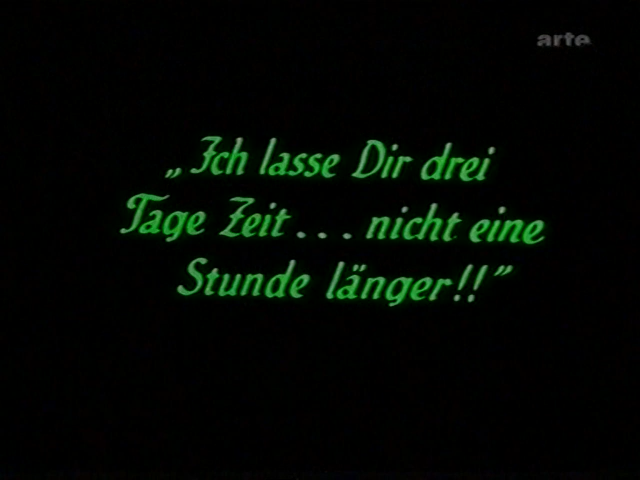 arte
„Ich lasse Dir drei
Tage Zeit... nicht eine
Stunde länger!!”